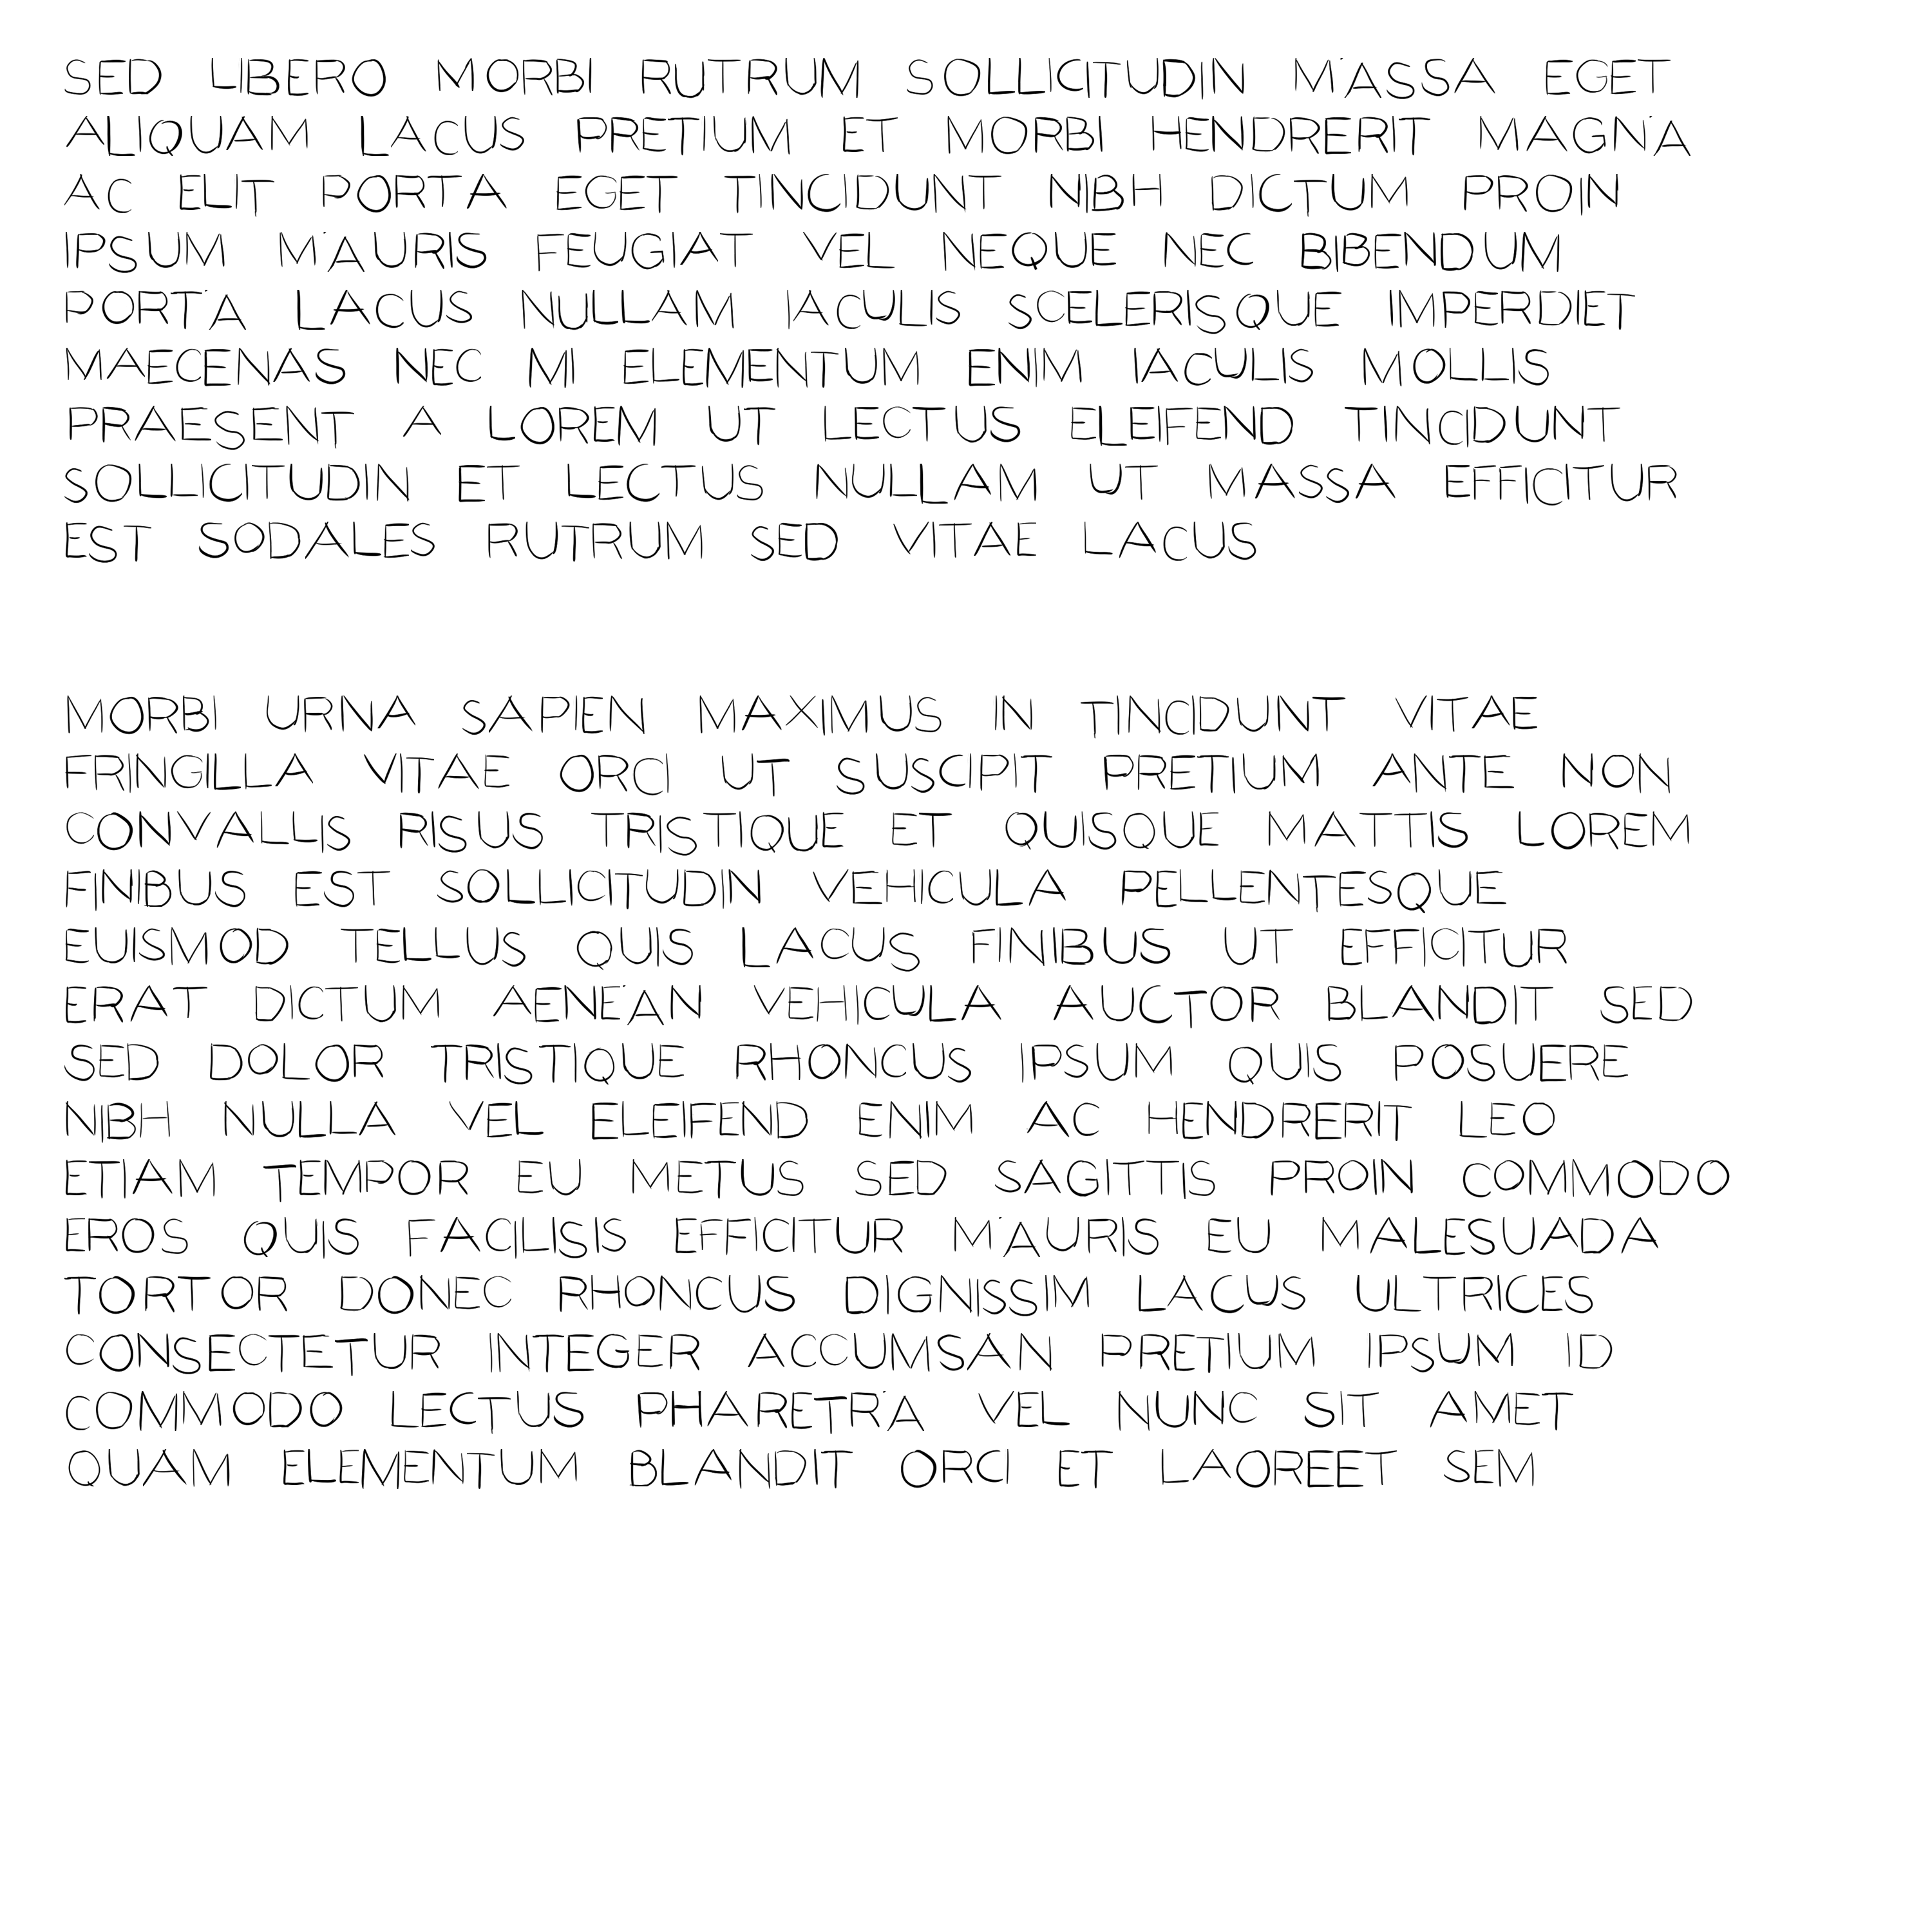 SED LIBERO MORBI RUTRUM SOLLICITUDIN MASSA EGET
ALIQUAM LACUS PRETIUM ET MORBI HENDRERIT MAGNA
AC ELIT PORTA EGET TINCIDUNT NIBH DICTUM PROIN
IPSUM MAURIS FEUGIAT VEL NEQUE NEC BIBENDUM
PORTA LACUS NULLAM IACULIS SCELERISQUE IMPERDIET
MAECENAS NEC MI ELEMENTUM ENIM IACULIS MOLLIS
PRAESENT A LOREM UT LECTUS ELEIFEND TINCIDUNT
SOLLICITUDIN ET LECTUS NULLAM UT MASSA EFFICITUR
EST SODALES RUTRUM SED VITAE LACUS
MORBI URNA SAPIEN MAXIMUS IN TINCIDUNT VITAE
FRINGILLA VITAE ORCI UT SUSCIPIT PRETIUM ANTE NON
CONVALLIS RISUS TRISTIQUE ET QUISQUE MATTIS LOREM
FINIBUS EST SOLLICITUDIN VEHICULA PELLENTESQUE
EUISMOD TELLUS QUIS LACUS FINIBUS UT EFFICITUR
ERAT DICTUM AENEAN VEHICULA AUCTOR BLANDIT SED
SED DOLOR TRISTIQUE RHONCUS IPSUM QUIS POSUERE
NIBH NULLA VEL ELEIFEND ENIM AC HENDRERIT LEO
ETIAM TEMPOR EU METUS SED SAGITTIS PROIN COMMODO
EROS QUIS FACILISIS EFFICITUR MAURIS EU MALESUADA
TORTOR DONEC RHONCUS DIGNISSIM LACUS ULTRICES
CONSECTETUR INTEGER ACCUMSAN PRETIUM IPSUM ID
COMMODO LECTUS PHARETRA VEL NUNC SIT AMET
QUAM ELEMENTUM BLANDIT ORCI ET LAOREET SEM